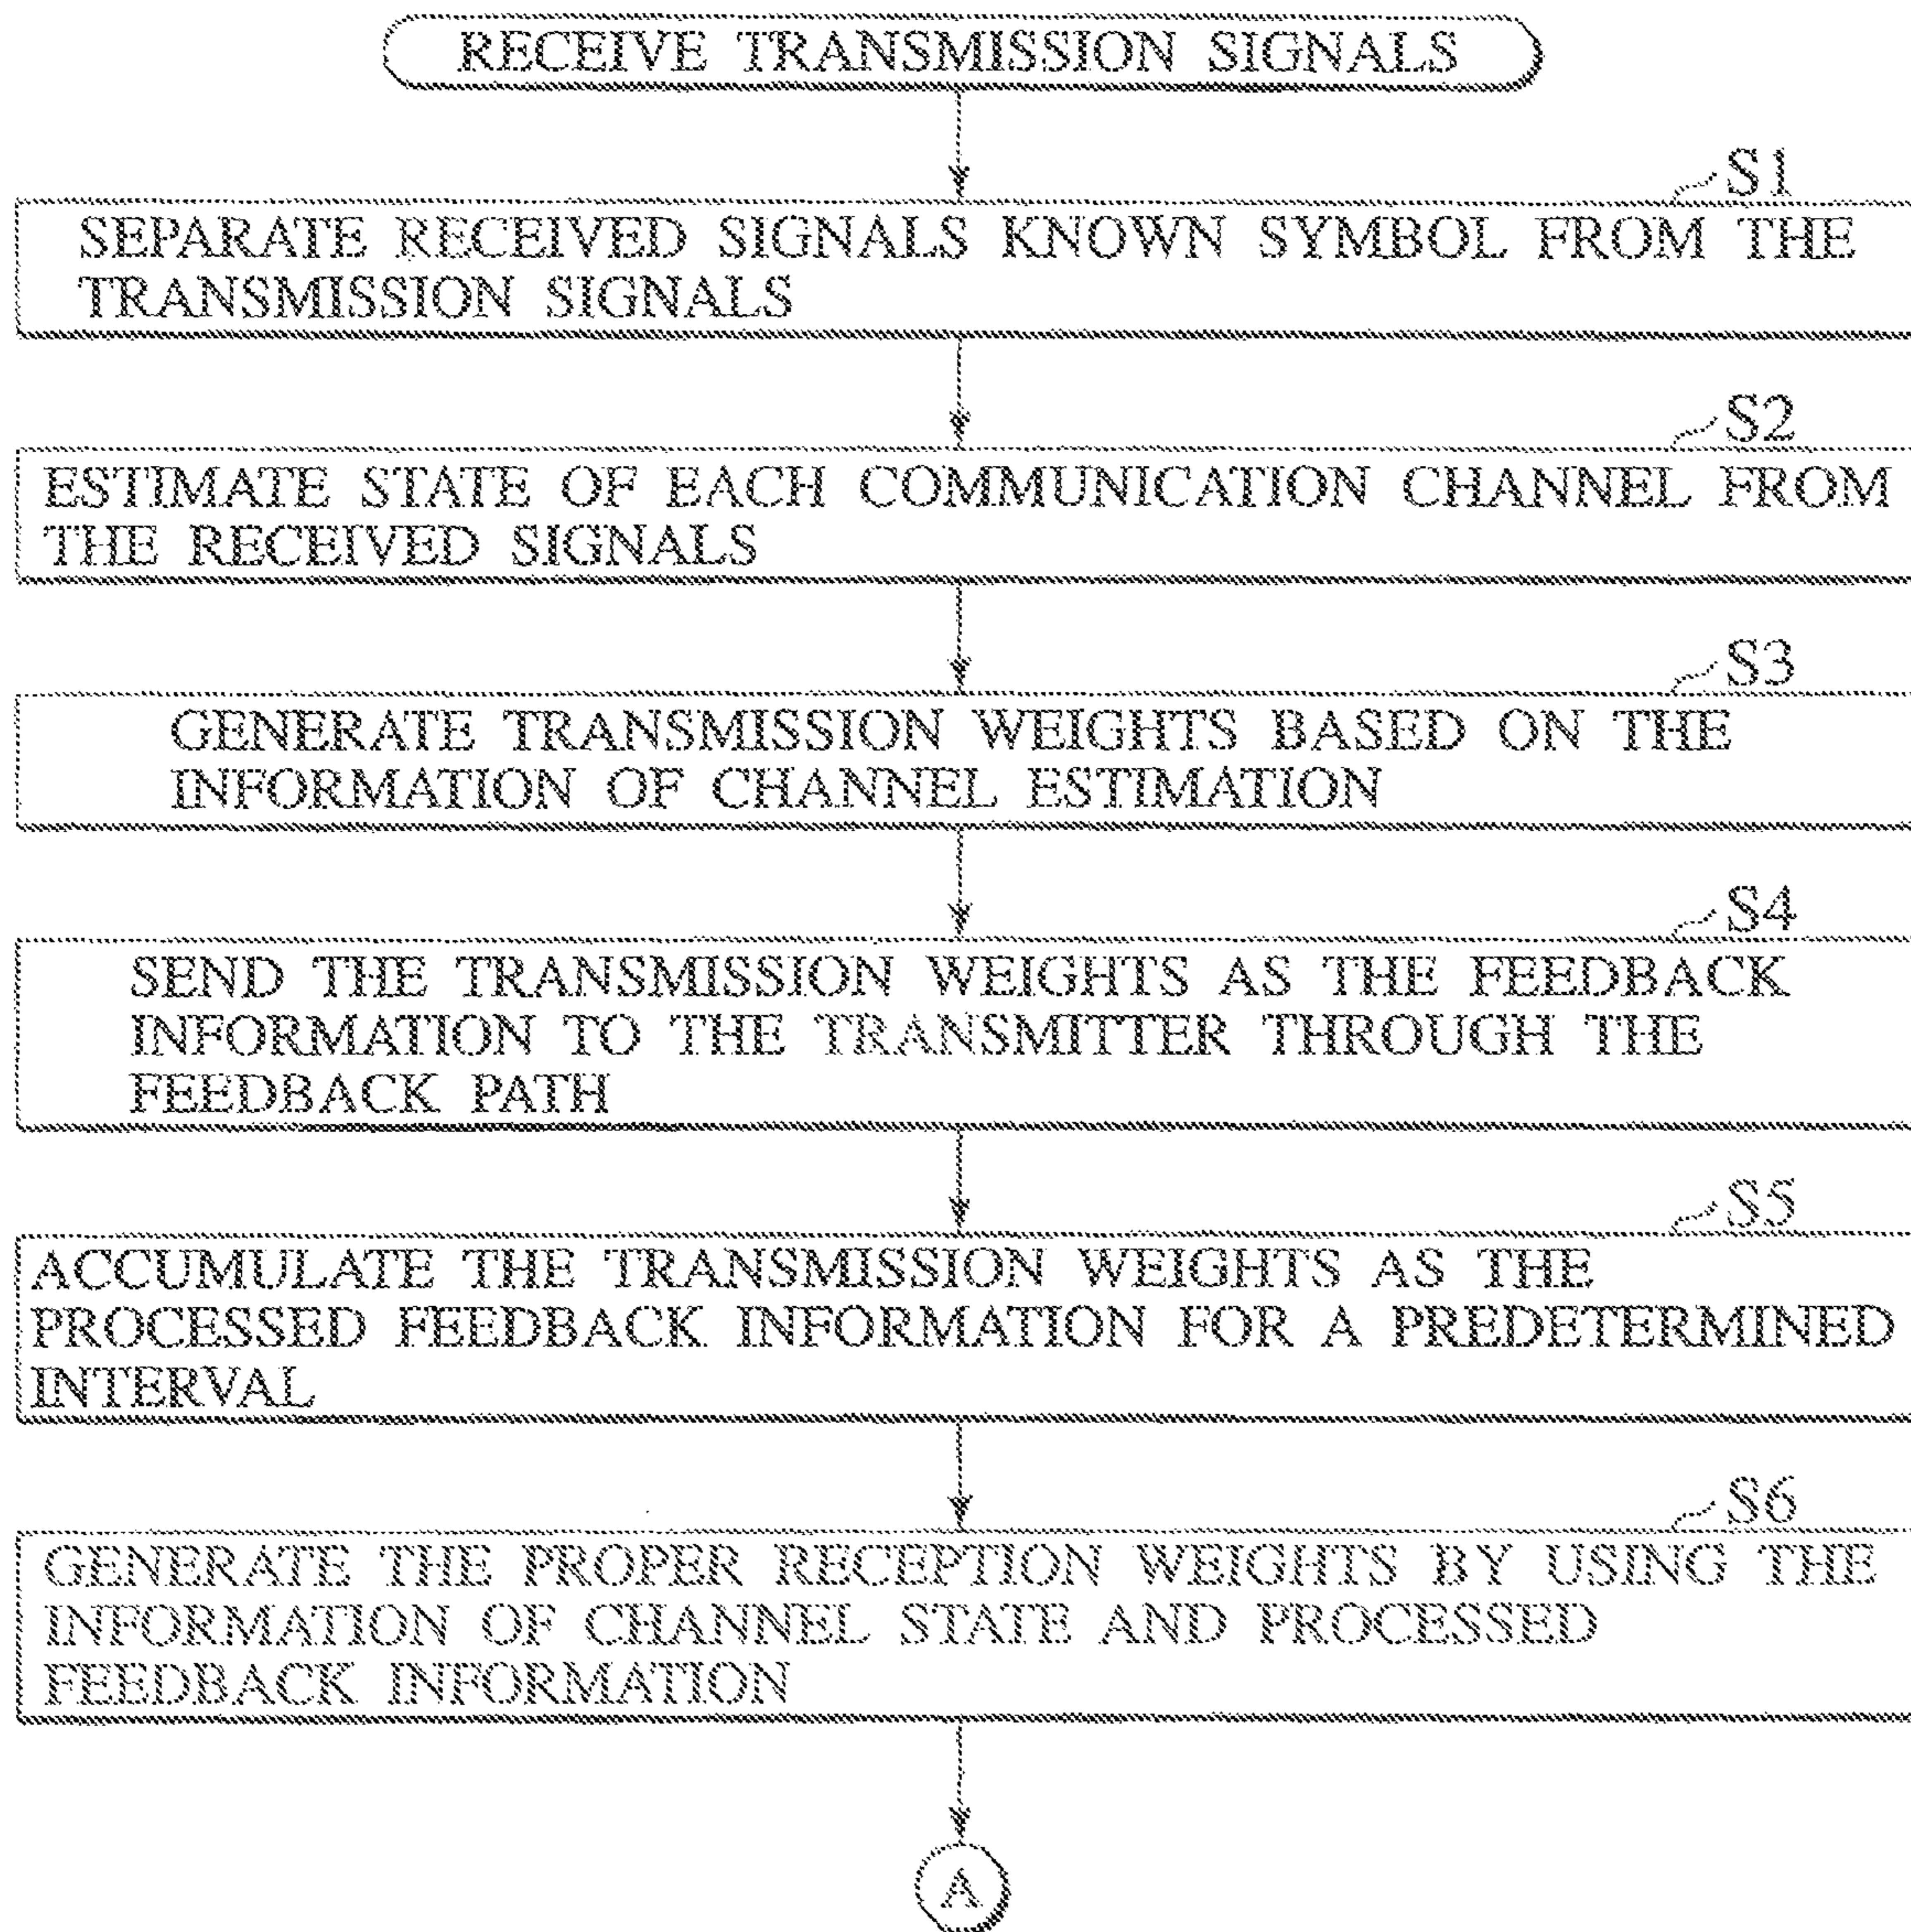 RECEIVE TRANSMISSION SIGNALS
S1
SEPARATE RECEIVED SIGNALS KNOWN SYMBOL FROM THE
TRANSMISSION SIGNALS
S2
ESTIMATE STATE OF EACH COMMUNICATION CHANNEL FROM
THE RECEIVED SIGNALS
S3
GENERATE TRANSMISSION WEIGHTS BASED ON THE
INFORMATION OF CHANNEL ESTIMATION
S4
SEND THE TRANSMISSION WEIGHTS AS THE FEEDBACK
INFORMATION TO THE TRANSMITTER THROUGH THE
FEEDBACK PATH
S5
ACCUMULATE THE TRANSMISSION WEIGHTS AS THE
PROCESSED FEEDBACK INFORMATION FOR A PREDETERMINED
INTERVAL
S6
GENERATE THE PROPER RECEPTION WEIGHTS BY USING THE
INFORMATION OF CHANNEL STATE AND PROCESSED
FEEDBACK INFORMATION
A